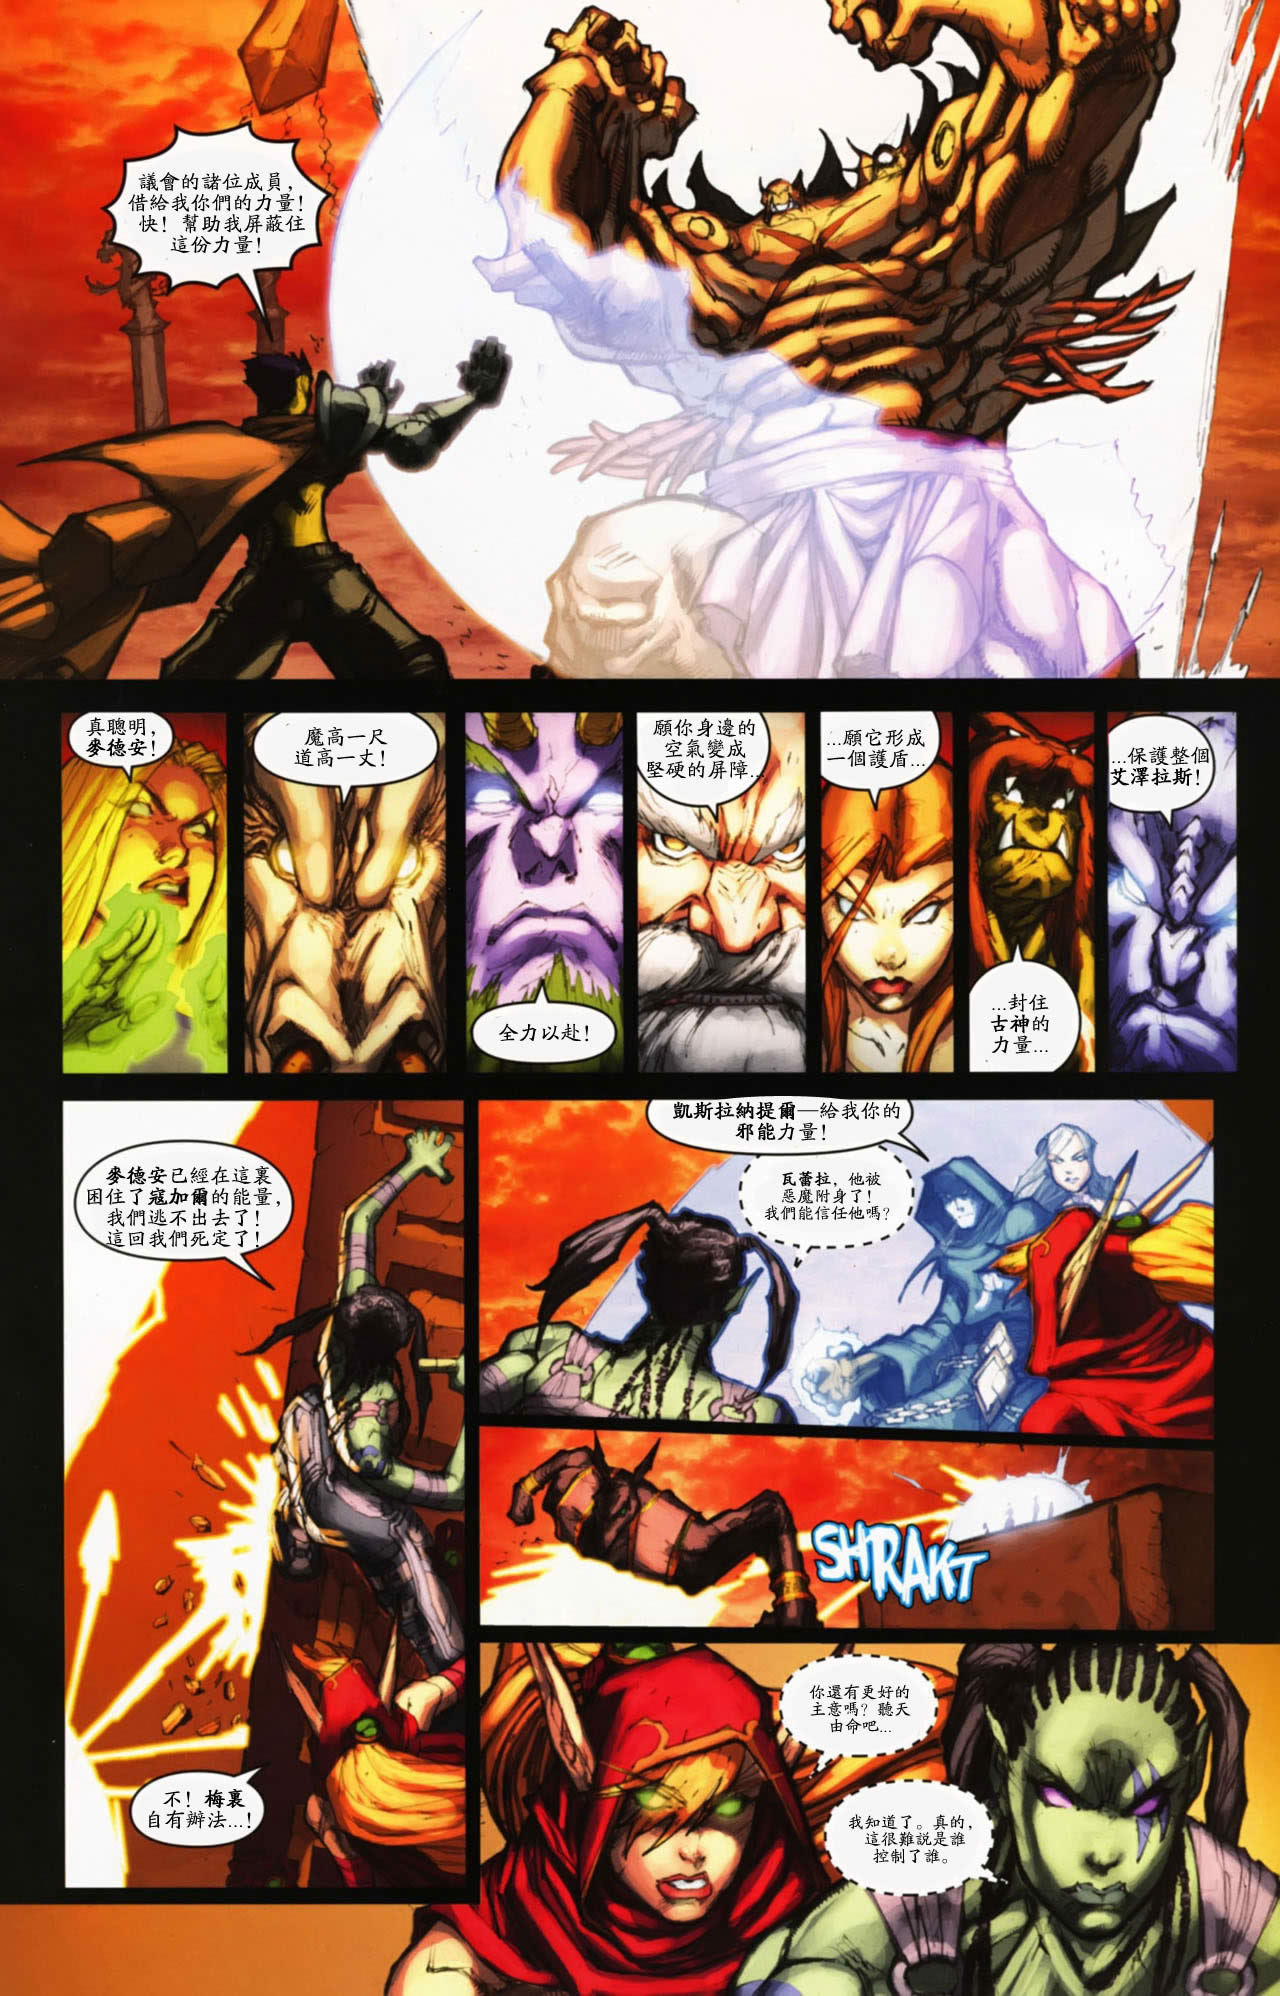 議會的諸位成員，
借給我你們的力量！
快！幫助我屏蔽住
這份力量！
真聰明，
麥德安！
魔高一尺
道高一丈！
全力以赴！
願你身邊的
空氣變成
堅硬的屏障…
…願它形成
一個護盾…
…封住
古神的
力量…
…保護整個
艾澤拉斯！
麥德安已經在這裏
困住了寇加爾的能量，
我們逃不出去了！
這回我們死定了！
不！梅裏
自有辦法…！
凱斯拉納提爾—給我你的
邪能力量！
瓦蕾拉，他被
惡魔附身了！
我們能信任他嗎？
SHRAKT
你還有更好的
主意嗎？聽天
由命吧…
我知道了。真的，
這很難説是誰
控制了誰。